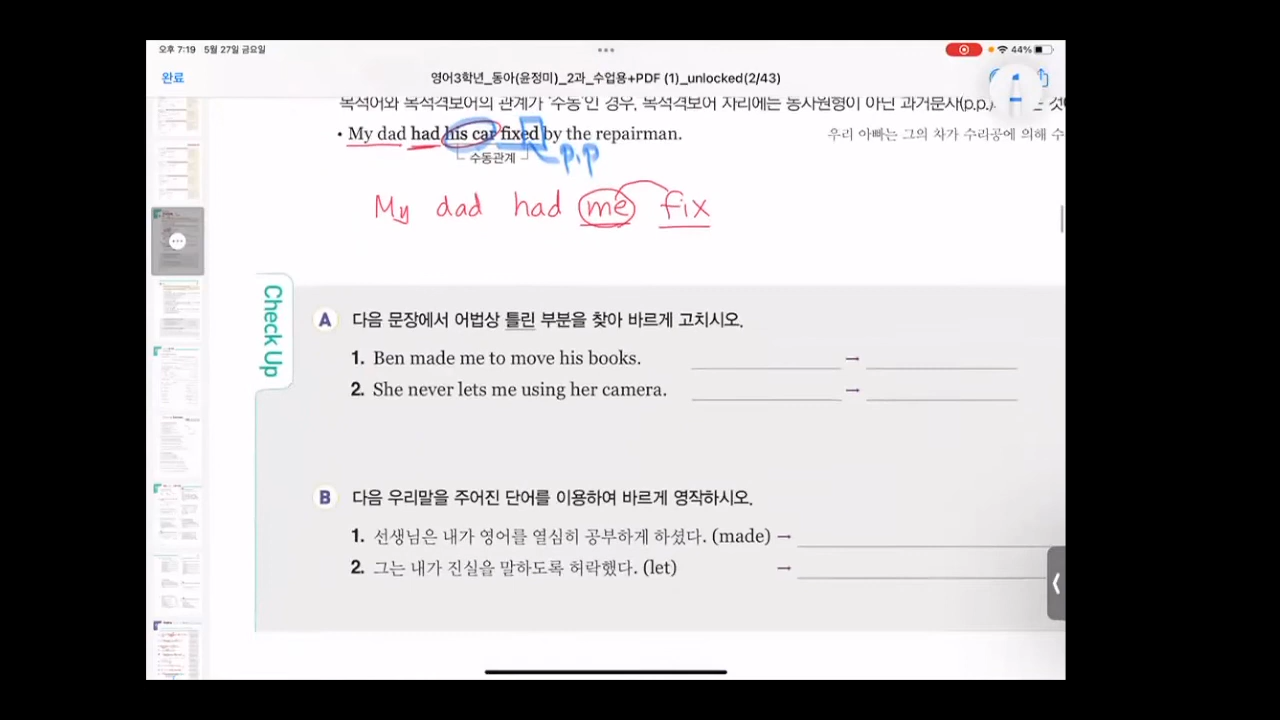 오후 7:19 5월 27일 금요일
44%
완료
영어3학년_동아(윤정미)_2과_수업용+PDF (1)_unlocked(2/43)
목적어와 목적격보어의 관계가 '수동'인 경우, 목적격보어 자리에는 동사원형이 아닌 과거분사(p.p.)
• My dad had his car fixed by the repairman.
우리 아빠는 그의 차가 수리공에 의해 수
수동관계
p.p
My dad had me fix
Check Up
A 다음 문장에서 어법상 틀린 부분을 찾아 바르게 고치시오.
1. Ben made me to move his books. →
2. She never lets me using her camera. →
B 다음 우리말을 주어진 단어를 이용하여 바르게 영작하시오.
1. 선생님은 내가 영어를 열심히 공부하게 하셨다. (made) →
2. 그는 내가 진실을 말하도록 허락했다. (let) →